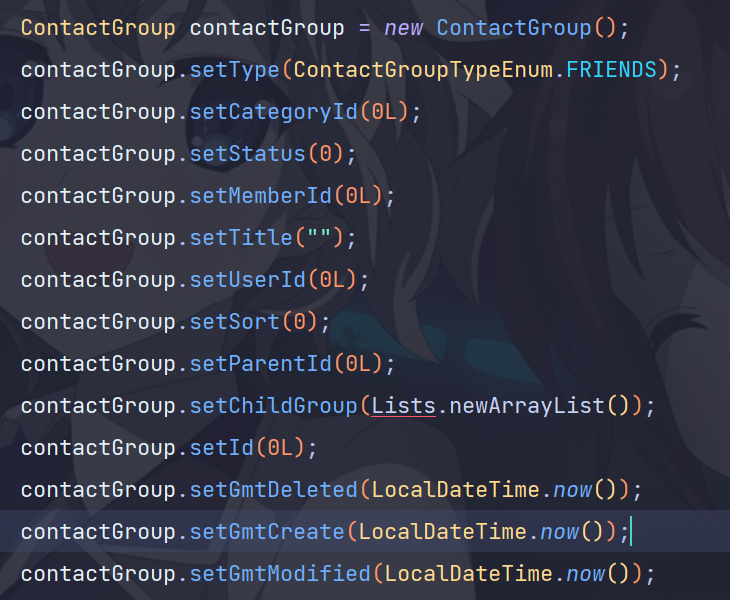 ContactGroup contactGroup = new ContactGroup();
contactGroup.setType(ContactGroupTypeEnum.FRIENDS);
contactGroup.setCategoryId(0L);
contactGroup.setStatus(0);
contactGroup.setMemberId(0L);
contactGroup.setTitle("");
contactGroup.setUserId(0L);
contactGroup.setSort(0);
contactGroup.setParentId(0L);
contactGroup.setChildGroup(Lists.newArrayList());
contactGroup.setId(0L);
contactGroup.setGmtDeleted(LocalDateTime.now());
contactGroup.setGmtCreate(LocalDateTime.now());
contactGroup.setGmtModified(LocalDateTime.now());